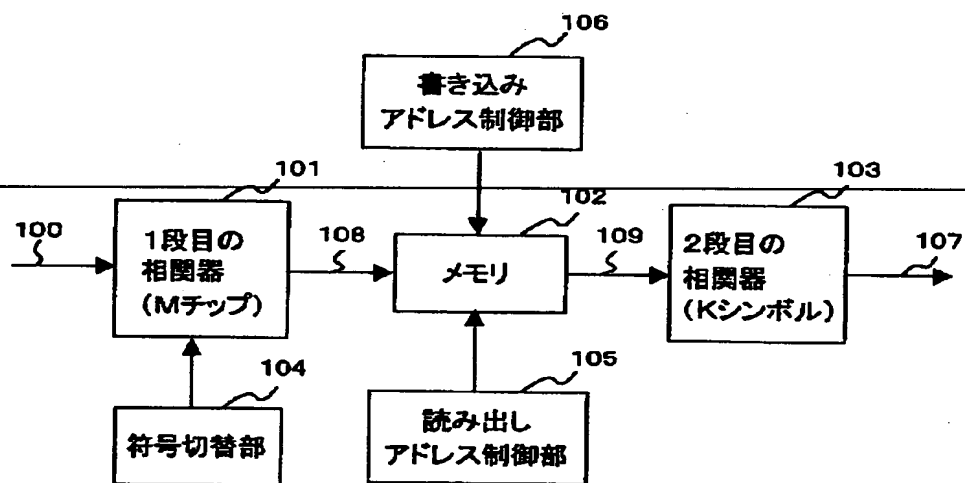 106
書き込み
アドレス制御部
101
102
103
100
1段目の
相関器
(Mチップ)
108
メモリ
109
2段目の
相関器
(Kシンボル)
107
104
符号切替部
105
読み出し
アドレス制御部